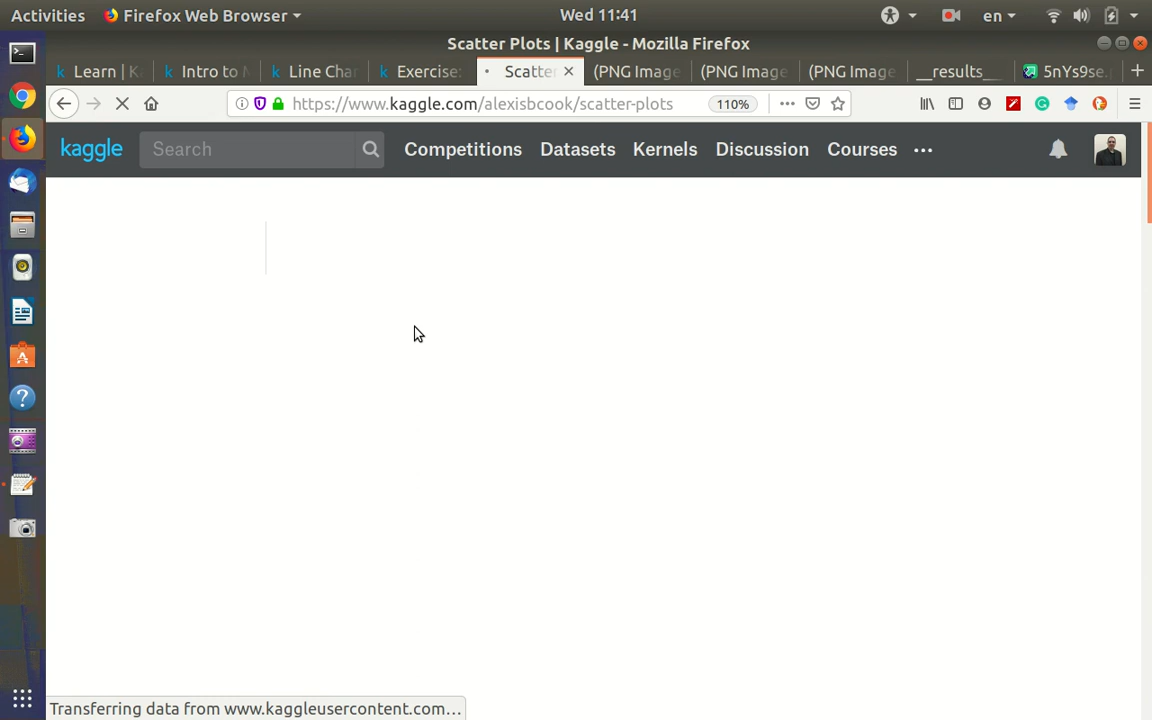 Activities Firefox Web Browser Wed 11:41 en
Scatter Plots | Kaggle - Mozilla Firefox
Learn | K Intro to Line Char Exercise: Scatte (PNG Image (PNG Image (PNG Image __results__ 5nYs9se.
https://www.kaggle.com/alexisbcook/scatter-plots 110%
kaggle Search Competitions Datasets Kernels Discussion Courses
Transferring data from www.kaggleusercontent.com…